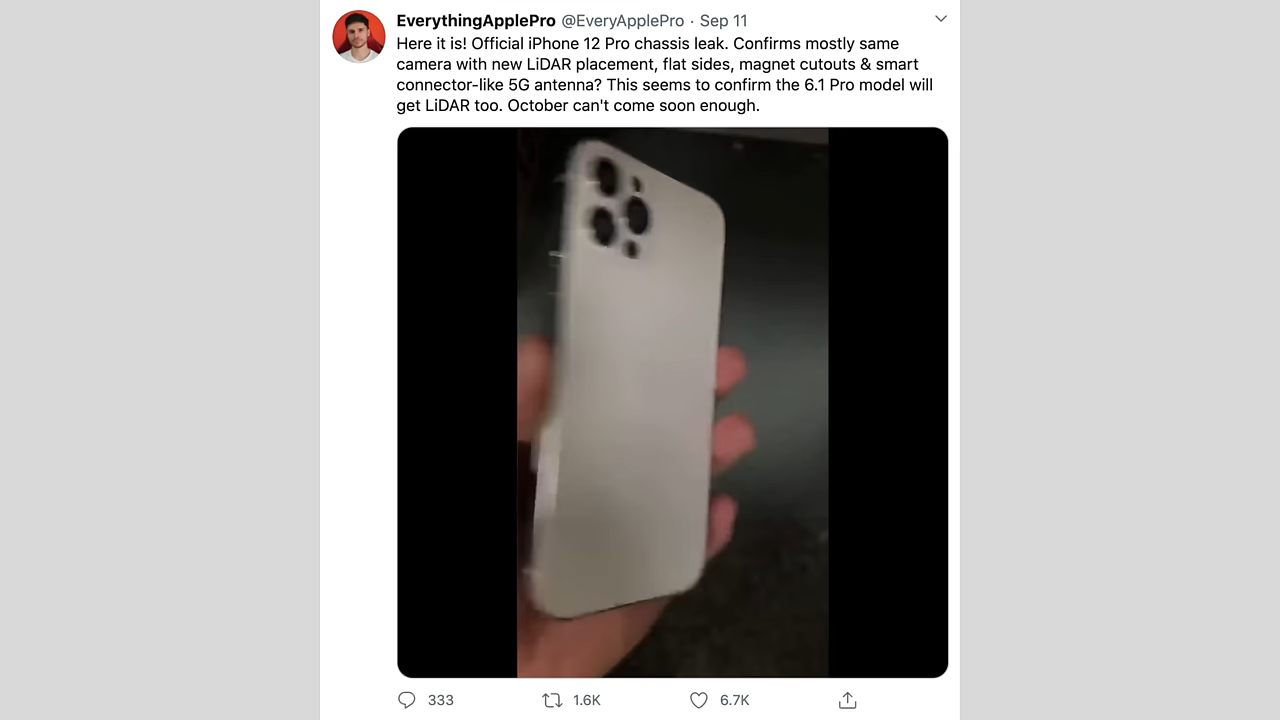 EverythingApplePro @EveryApplePro · Sep 11
Here it is! Official iPhone 12 Pro chassis leak. Confirms mostly same
camera with new LiDAR placement, flat sides, magnet cutouts & smart
connector-like 5G antenna? This seems to confirm the 6.1 Pro model will
get LiDAR too. October can't come soon enough.
333 1.6K 6.7K